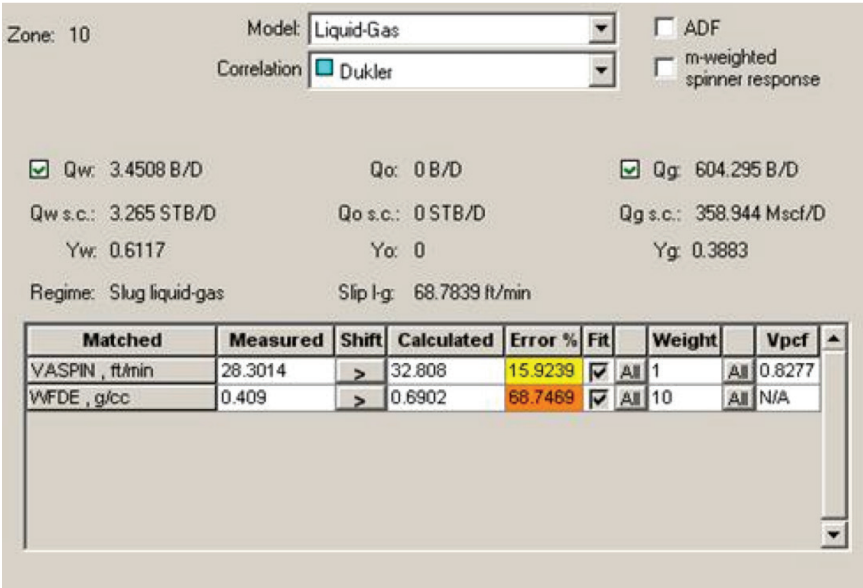 Zone: 10 Model: Liquid-Gas ADF
Correlation Dukler m-weighted
spinner response
Qw: 3.4508 B/D Qo: 0 B/D Qg: 604.295 B/D
Qw s.c.: 3.265 STB/D Qo s.c.: 0 STB/D Qg s.c.: 358.944 Mscf/D
Yw: 0.6117 Yo: 0 Yg: 0.3883
Regime: Slug liquid-gas Slip l-g: 68.7839 ft/min
Matched Measured Shift Calculated Error % Fit Weight Vpcf
VASPIN , ft/min 28.3014 > 32.808 15.9239 All 1 All 0.8277
WFDE , g/cc 0.409 > 0.6902 68.7469 All 10 All N/A